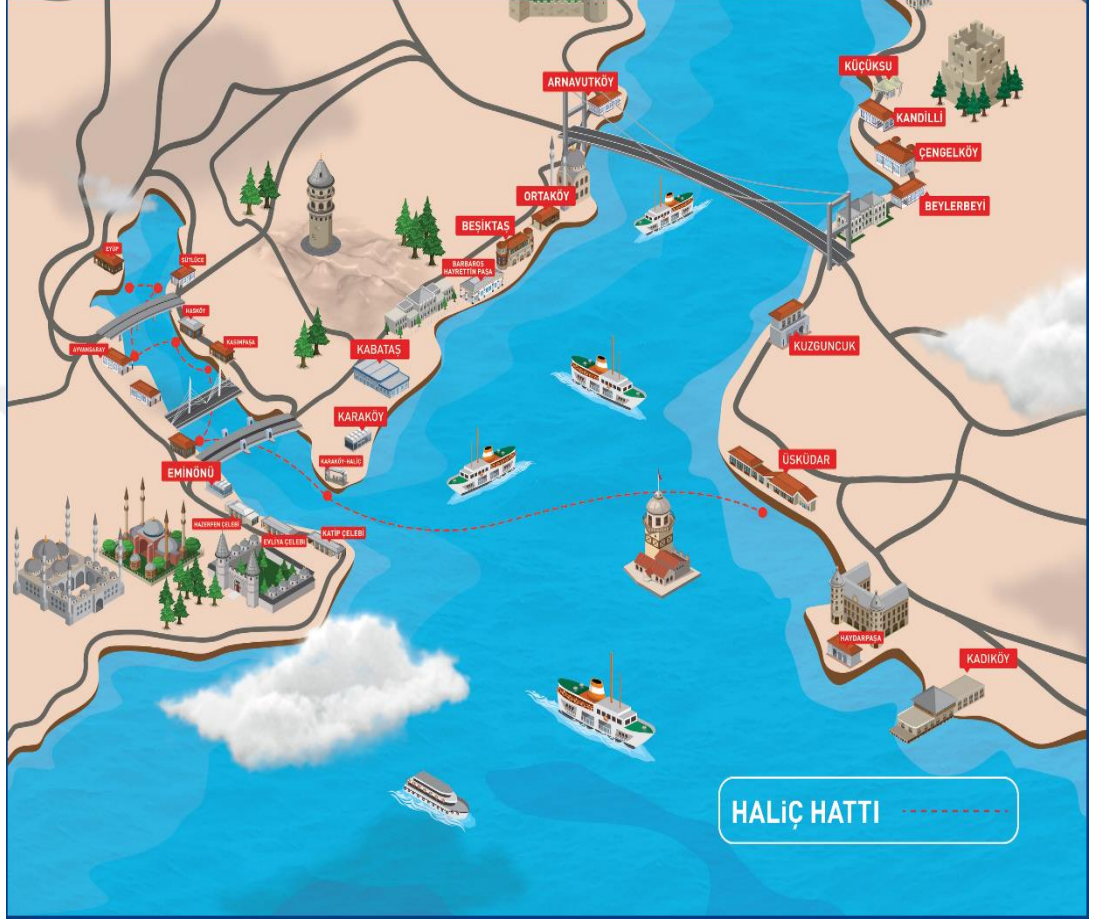 KÜÇÜKSU
ARNAVUTKÖY
KANDİLLİ
ÇENGELKÖY
ORTAKÖY
BEYLERBEYİ
BEŞİKTAŞ
EYÜP
SÜTLÜCE
BARBAROS
HAYRETTİN PAŞA
HASKÖY
KASIMPAŞA
AYVANSARAY
KABATAŞ
KUZGUNCUK
KARAKÖY
KARAKÖY-HALİÇ
ÜSKÜDAR
EMİNÖNÜ
HAZERFEN ÇELEBİ
EVLİYA ÇELEBİ
KATİP ÇELEBİ
HAYDARPAŞA
KADIKÖY
HALİÇ HATTI